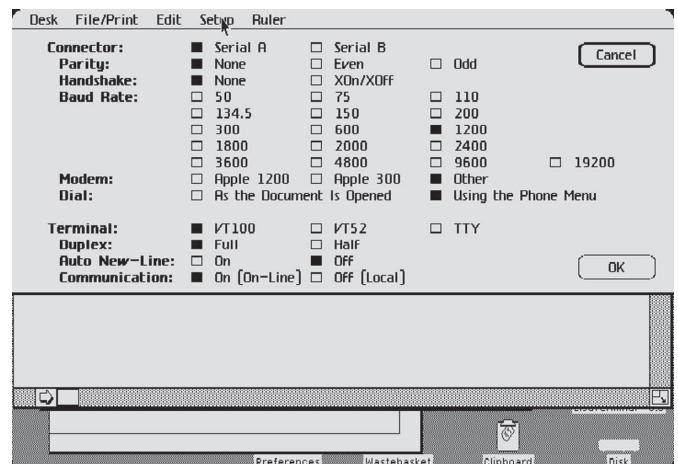 Desk File/Print Edit Setup Ruler
Connector: Serial A Serial B
Cancel
Parity: None Even Odd
Handshake: None XOn/XOff
Baud Rate: 50 75 110
134.5 150 200
300 600 1200
1800 2000 2400
3600 4800 9600 19200
Modem: Apple 1200 Apple 300 Other
Dial: As the Document Is Opened Using the Phone Menu
Terminal: VT100 VT52 TTY
Duplex: Full Half
Auto New-Line: On Off
OK
Communication: On (On-Line) Off (Local)
Preferences Wastebasket Clipboard Disk